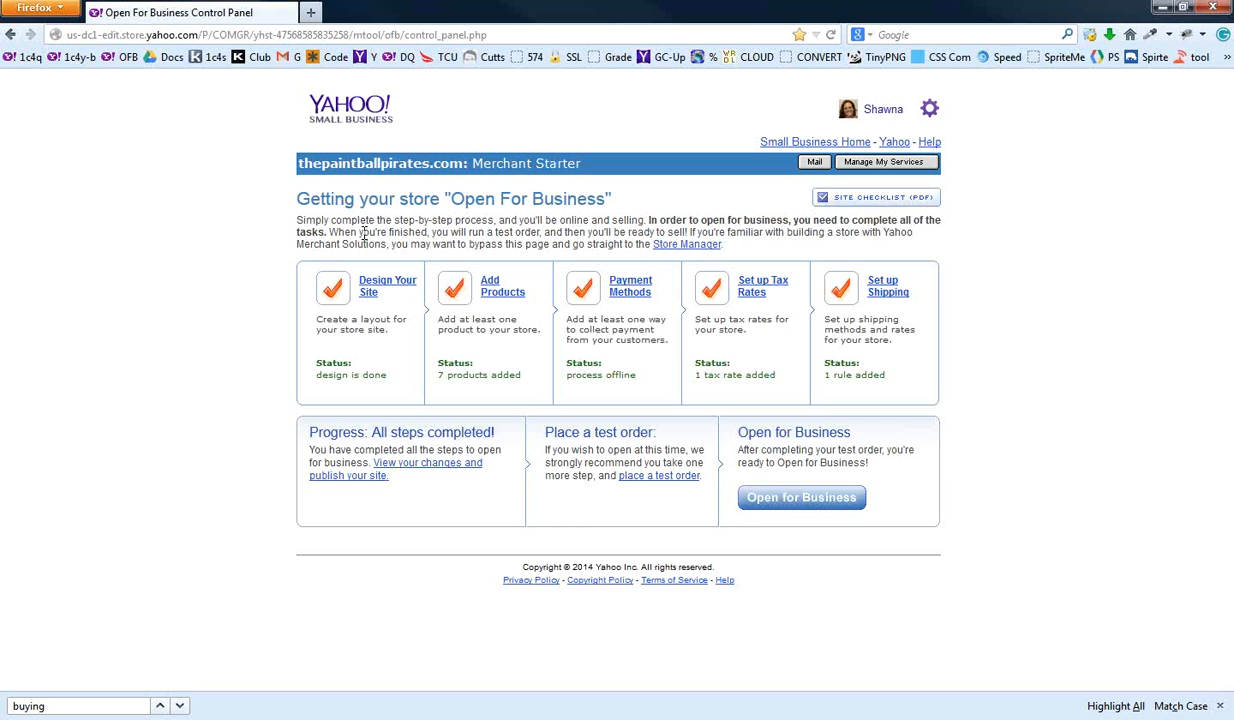 Firefox
Open For Business Control Panel
us-dc1-edit.store.yahoo.com/P/COMGR/yhst-47568585835258/mtool/ofb/control_panel.php
Google
1c4q 1c4y-b OFB Docs 1c4s Club G Code Y DQ TCU Cutts 574 SSL Grade GC-Up % CLOUD CONVERT TinyPNG CSS Com Speed SpriteMe PS Spirte tool
YAHOO!
SMALL BUSINESS
Shawna
Small Business Home - Yahoo - Help
thepaintballpirates.com: Merchant Starter
Mail
Manage My Services
Getting your store "Open For Business"
SITE CHECKLIST (PDF)
Simply complete the step-by-step process, and you'll be online and selling. In order to open for business, you need to complete all of the
tasks. When you're finished, you will run a test order, and then you'll be ready to sell! If you're familiar with building a store with Yahoo
Merchant Solutions, you may want to bypass this page and go straight to the Store Manager.
Design Your
Site
Create a layout for
your store site.
Status:
design is done
Add
Products
Add at least one
product to your store.
Status:
7 products added
Payment
Methods
Add at least one way
to collect payment
from your customers.
Status:
process offline
Set up Tax
Rates
Set up tax rates for
your store.
Status:
1 tax rate added
Set up
Shipping
Set up shipping
methods and rates
for your store.
Status:
1 rule added
Progress: All steps completed!
You have completed all the steps to open
for business. View your changes and
publish your site.
Place a test order:
If you wish to open at this time, we
strongly recommend you take one
more step, and place a test order.
Open for Business
After completing your test order, you're
ready to Open for Business!
Open for Business
Copyright © 2014 Yahoo Inc. All rights reserved.
Privacy Policy - Copyright Policy - Terms of Service - Help
buying
Highlight All Match Case